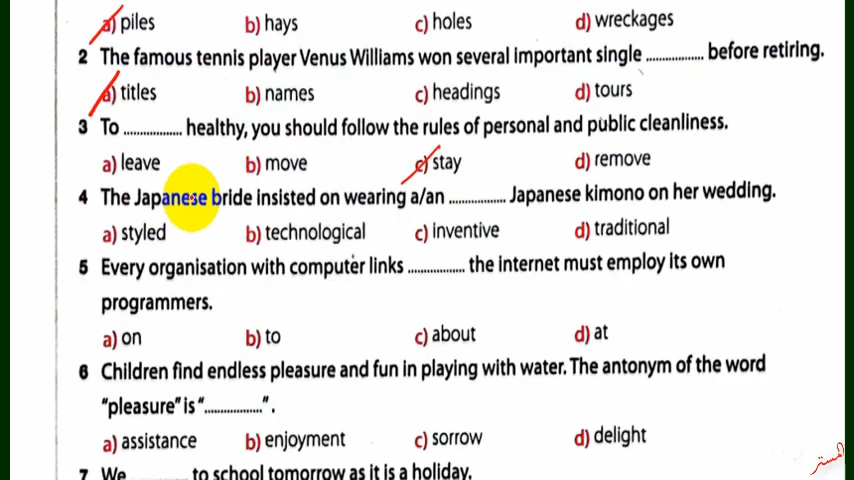 a) piles b) hays c) holes d) wreckages
2 The famous tennis player Venus Williams won several important single ................ before retiring.
a) titles b) names c) headings d) tours
3 To ................ healthy, you should follow the rules of personal and public cleanliness.
a) leave b) move c) stay d) remove
4 The Japanese bride insisted on wearing a/an ................ Japanese kimono on her wedding.
a) styled b) technological c) inventive d) traditional
5 Every organisation with computer links ................ the internet must employ its own
programmers.
a) on b) to c) about d) at
6 Children find endless pleasure and fun in playing with water. The antonym of the word
"pleasure" is "................".
a) assistance b) enjoyment c) sorrow d) delight
7 We ................ to school tomorrow as it is a holiday.
المستر